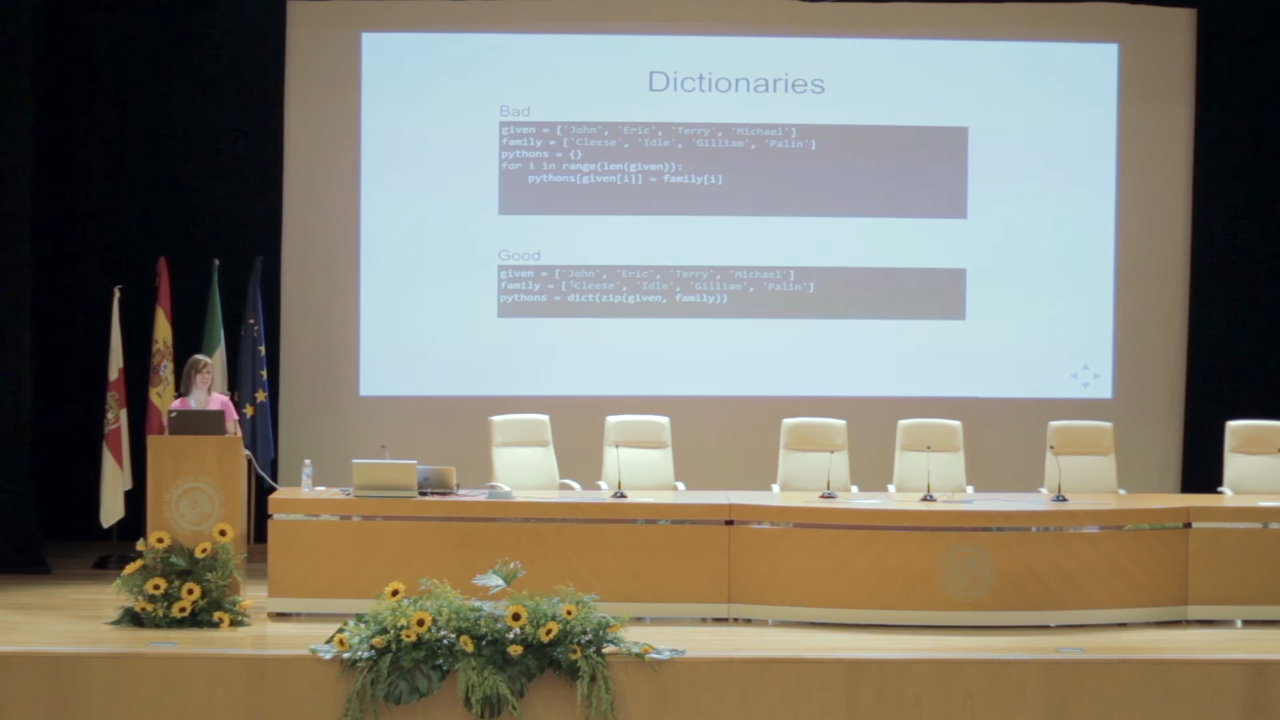 Dictionaries
Bad
given = ['John', 'Eric', 'Terry', 'Michael']
family = ['Cleese', 'Idle', 'Gilliam', 'Palin']
pythons = {}
for i in range(len(given)):
    pythons[given[i]] = family[i]
Good
given = ['John', 'Eric', 'Terry', 'Michael']
family = ['Cleese', 'Idle', 'Gilliam', 'Palin']
pythons = dict(zip(given, family))